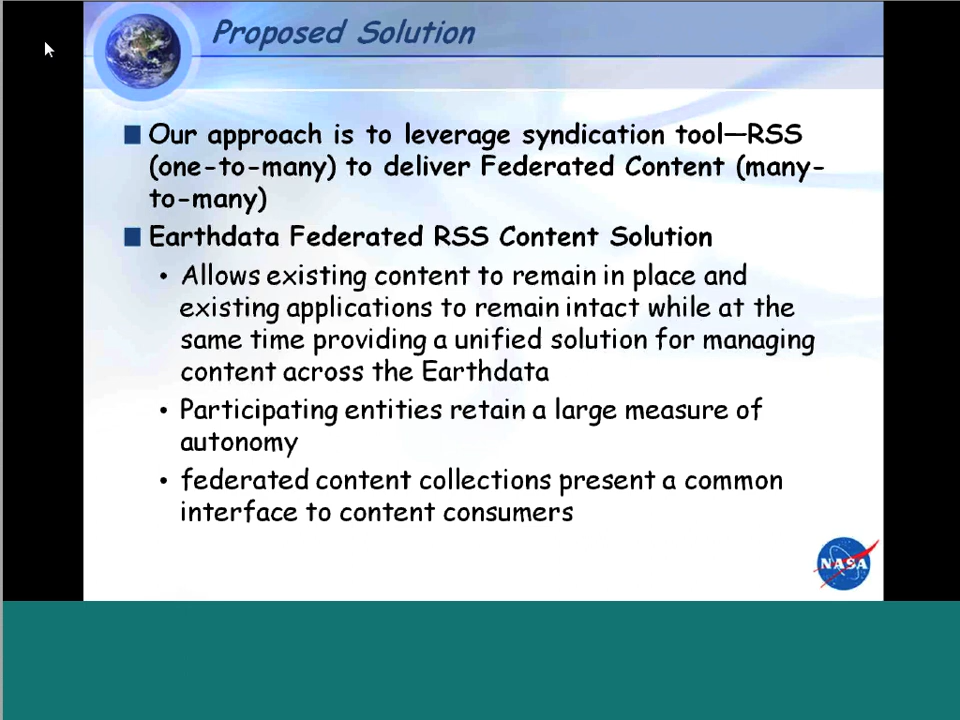 Proposed Solution
Our approach is to leverage syndication tool—RSS
(one-to-many) to deliver Federated Content (many-
to-many)
Earthdata Federated RSS Content Solution
• Allows existing content to remain in place and
existing applications to remain intact while at the
same time providing a unified solution for managing
content across the Earthdata
• Participating entities retain a large measure of
autonomy
• federated content collections present a common
interface to content consumers
NASA